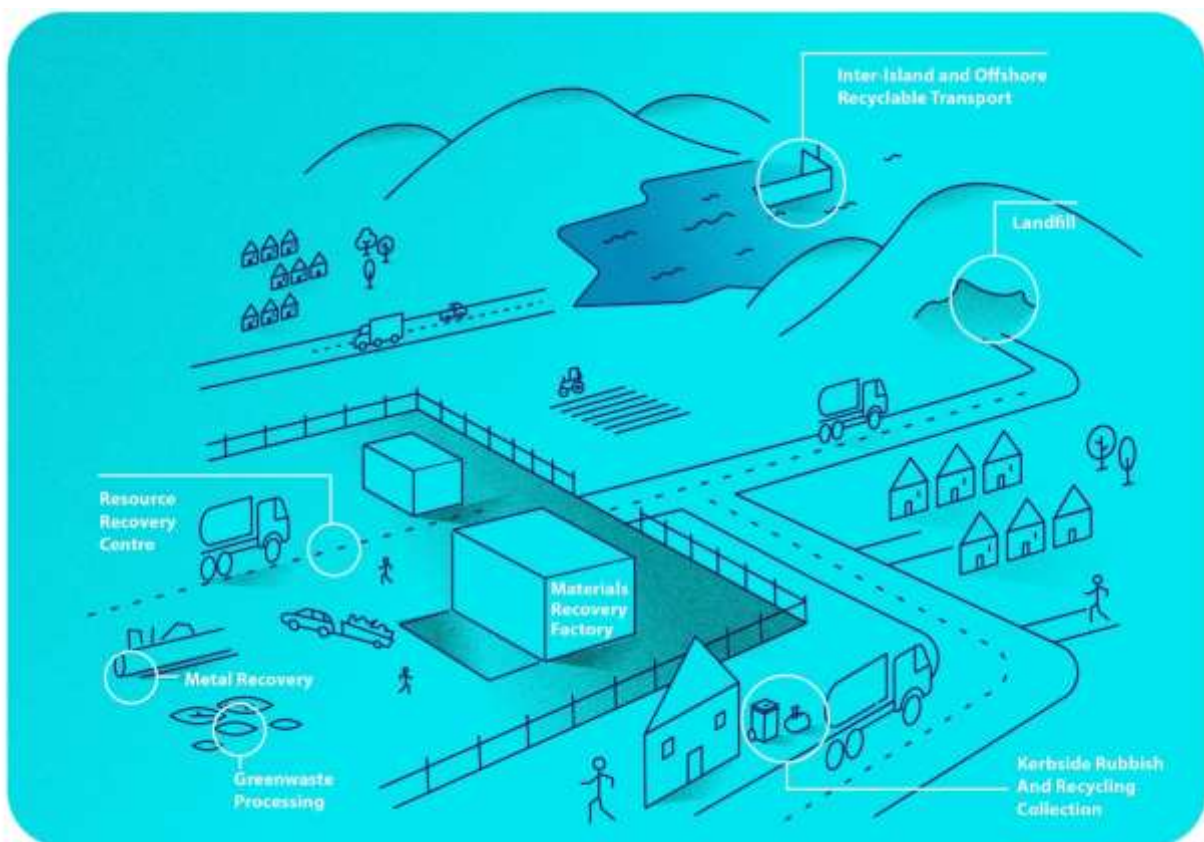 Inter-Island and Offshore
Recyclable Transport
Landfill
Resource
Recovery
Centre
Materials
Recovery
Factory
Metal Recovery
Greenwaste
Processing
Kerbside Rubbish
And Recycling
Collection